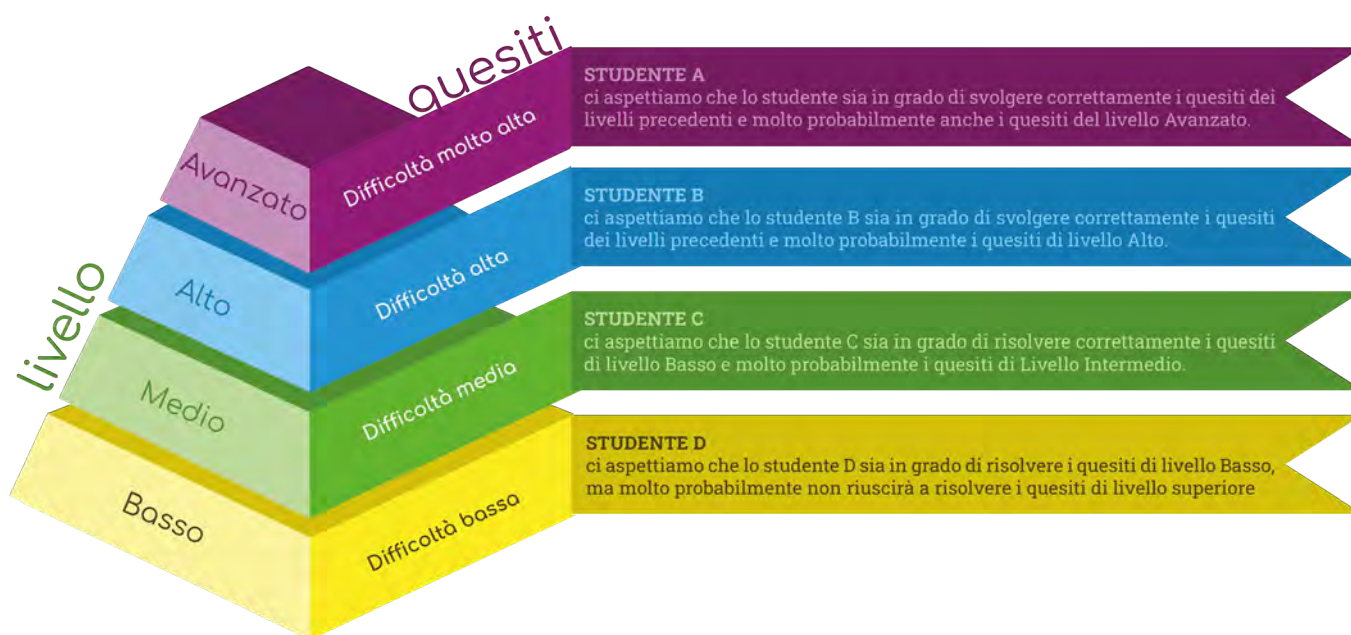 livello
quesiti
Avanzato
Difficoltà molto alta
STUDENTE A
ci aspettiamo che lo studente sia in grado di svolgere correttamente i quesiti dei
livelli precedenti e molto probabilmente anche i quesiti del livello Avanzato.
Alto
Difficoltà alta
STUDENTE B
ci aspettiamo che lo studente B sia in grado di svolgere correttamente i quesiti
dei livelli precedenti e molto probabilmente i quesiti di livello Alto.
Medio
Difficoltà media
STUDENTE C
ci aspettiamo che lo studente C sia in grado di risolvere correttamente i quesiti
di livello Basso e molto probabilmente i quesiti di Livello Intermedio.
Basso
Difficoltà bassa
STUDENTE D
ci aspettiamo che lo studente D sia in grado di risolvere i quesiti di livello Basso,
ma molto probabilmente non riuscirà a risolvere i quesiti di livello superiore